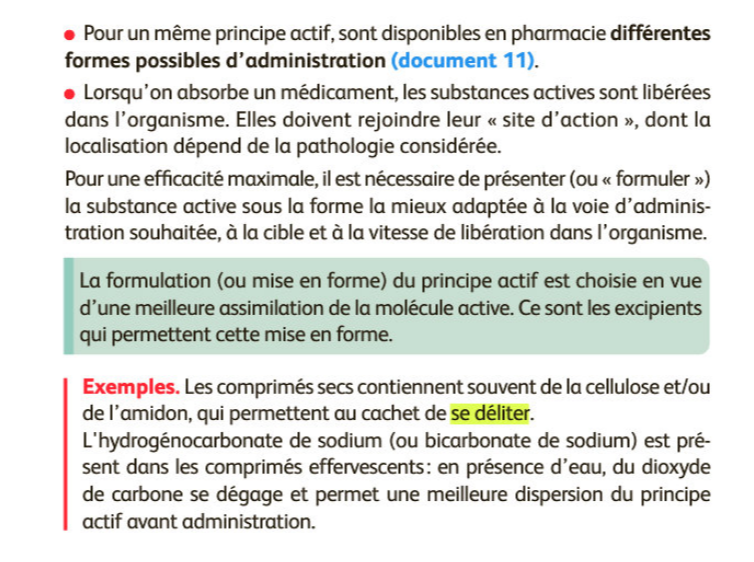 ● Pour un même principe actif, sont disponibles en pharmacie différentes
formes possibles d'administration (document 11).
● Lorsqu'on absorbe un médicament, les substances actives sont libérées
dans l'organisme. Elles doivent rejoindre leur « site d'action », dont la
localisation dépend de la pathologie considérée.
Pour une efficacité maximale, il est nécessaire de présenter (ou « formuler »)
la substance active sous la forme la mieux adaptée à la voie d'adminis-
tration souhaitée, à la cible et à la vitesse de libération dans l'organisme.
La formulation (ou mise en forme) du principe actif est choisie en vue
d'une meilleure assimilation de la molécule active. Ce sont les excipients
qui permettent cette mise en forme.
Exemples. Les comprimés secs contiennent souvent de la cellulose et/ou
de l'amidon, qui permettent au cachet de se déliter.
L'hydrogénocarbonate de sodium (ou bicarbonate de sodium) est pré-
sent dans les comprimés effervescents : en présence d'eau, du dioxyde
de carbone se dégage et permet une meilleure dispersion du principe
actif avant administration.